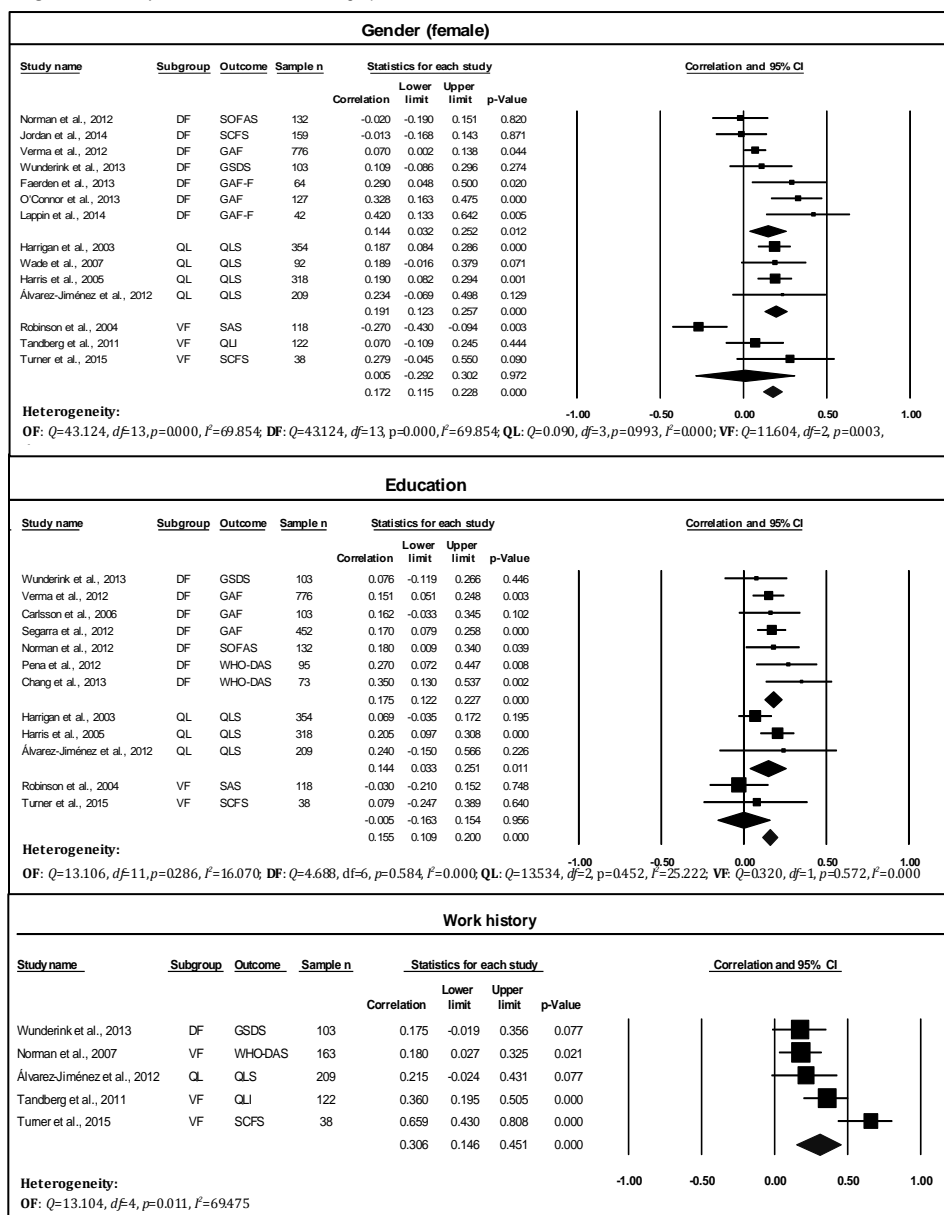 Gender (female)
Study name Subgroup Outcome Sample n Statistics for each study Correlation and 95% CI
Lower Upper
Correlation limit limit p-Value
Norman et al., 2012 DF SOFAS 132 -0.020 -0.190 0.151 0.820
Jordan et al., 2014 DF SCFS 159 -0.013 -0.168 0.143 0.871
Verma et al., 2012 DF GAF 776 0.070 0.002 0.138 0.044
Wunderink et al., 2013 DF GSDS 103 0.109 -0.086 0.296 0.274
Faerden et al., 2013 DF GAF-F 64 0.290 0.048 0.500 0.020
O'Connor et al., 2013 DF GAF 127 0.328 0.163 0.475 0.000
Lappin et al., 2014 DF GAF-F 42 0.420 0.133 0.642 0.005
0.144 0.032 0.252 0.012
Harrigan et al., 2003 QL QLS 354 0.187 0.084 0.286 0.000
Wade et al., 2007 QL QLS 92 0.189 -0.016 0.379 0.071
Harris et al., 2005 QL QLS 318 0.190 0.082 0.294 0.001
Álvarez-Jiménez et al., 2012 QL QLS 209 0.234 -0.069 0.498 0.129
0.191 0.123 0.257 0.000
Robinson et al., 2004 VF SAS 118 -0.270 -0.430 -0.094 0.003
Tandberg et al., 2011 VF QLI 122 0.070 -0.109 0.245 0.444
Turner et al., 2015 VF SCFS 38 0.279 -0.045 0.550 0.090
0.005 -0.292 0.302 0.972
0.172 0.115 0.228 0.000
Heterogeneity: -1.00 0.00 0.50 1.00
OF: Q=43.124, df=13, p=0.000, I²=69.854; DF: Q=43.124, df=13, p=0.000, I²=69.854; QL: Q=0.090, df=3, p=0.993, I²=0.000; VF: Q=11.604, df=2, p=0.003,
Education
Study name Subgroup Outcome Sample n Statistics for each study Correlation and 95% CI
Lower Upper
Correlation limit limit p-Value
Wunderink et al., 2013 DF GSDS 103 0.076 -0.119 0.266 0.446
Verma et al., 2012 DF GAF 776 0.151 0.051 0.248 0.003
Carlsson et al., 2006 DF GAF 103 0.162 -0.033 0.345 0.102
Segarra et al., 2012 DF GAF 452 0.170 0.079 0.258 0.000
Norman et al., 2012 DF SOFAS 132 0.180 0.009 0.340 0.039
Pena et al., 2012 DF WHO-DAS 95 0.270 0.072 0.447 0.008
Chang et al., 2013 DF WHO-DAS 73 0.350 0.130 0.537 0.002
0.175 0.122 0.227 0.000
Harrigan et al., 2003 QL QLS 354 0.069 -0.035 0.172 0.195
Harris et al., 2005 QL QLS 318 0.205 0.097 0.308 0.000
Álvarez-Jiménez et al., 2012 QL QLS 209 0.240 -0.150 0.566 0.226
0.144 0.033 0.251 0.011
Robinson et al., 2004 VF SAS 118 -0.030 -0.210 0.152 0.748
Turner et al., 2015 VF SCFS 38 0.079 -0.247 0.389 0.640
-0.005 -0.163 0.154 0.956
0.155 0.109 0.200 0.000
Heterogeneity: -1.00 0.00 0.50 1.00
OF: Q=13.106, df=11, p=0.286, I²=16.070; DF: Q=4.688, df=6, p=0.584, I²=0.000; QL: Q=13.534, df=2, p=0.452, I²=25.222; VF: Q=0.320, df=1, p=0.572, I²=0.000
Work history
Study name Subgroup Outcome Sample n Statistics for each study Correlation and 95% CI
Lower Upper
Correlation limit limit p-Value
Wunderink et al., 2013 DF GSDS 103 0.175 -0.019 0.356 0.077
Norman et al., 2007 VF WHO-DAS 163 0.180 0.027 0.325 0.021
Álvarez-Jiménez et al., 2012 QL QLS 209 0.215 -0.024 0.431 0.077
Tandberg et al., 2011 VF QLI 122 0.360 0.195 0.505 0.000
Turner et al., 2015 VF SCFS 38 0.659 0.430 0.808 0.000
0.306 0.146 0.451 0.000
Heterogeneity: -1.00 0.00 0.50 1.00
OF: Q=13.104, df=4, p=0.011, I²=69.475